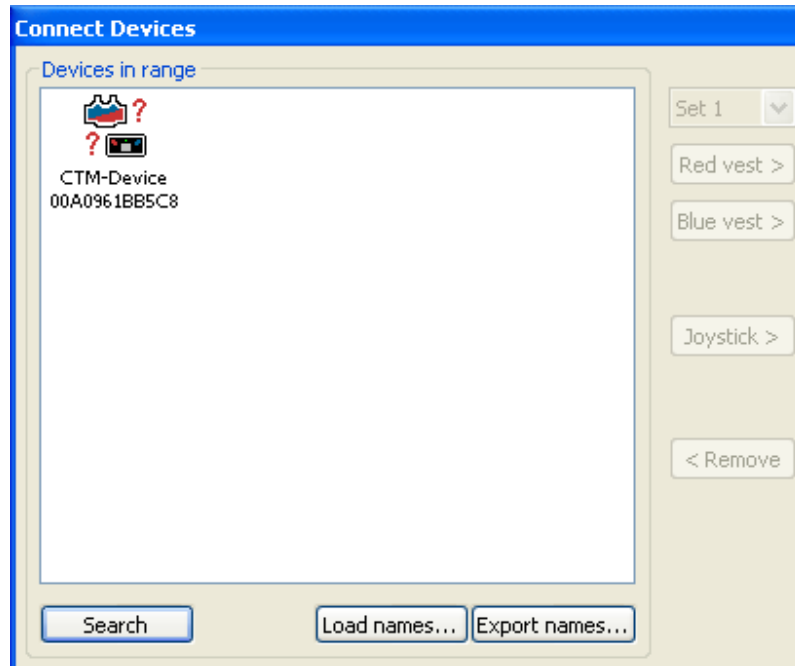 Connect Devices
Devices in range
? 
?
CTM-Device
00A0961BB5C8
Set 1
Red vest >
Blue vest >
Joystick >
< Remove
Search
Load names...
Export names...